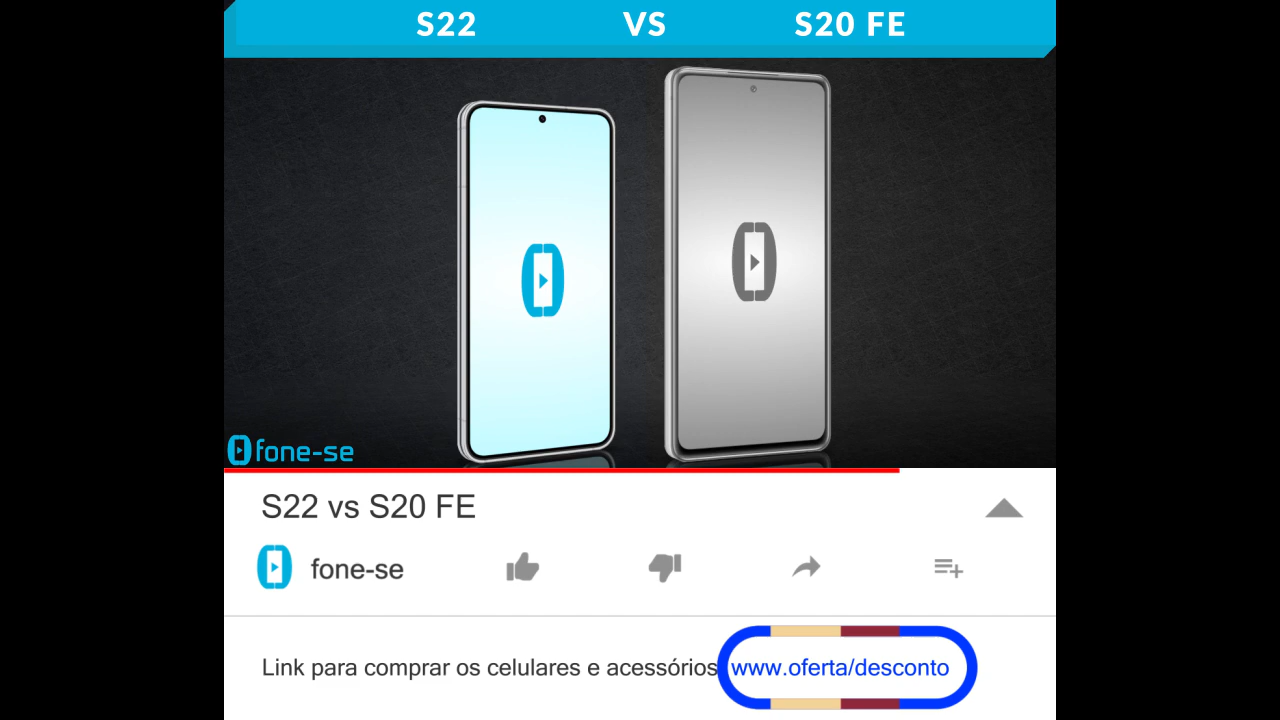 S22 VS S20 FE
fone-se
S22 vs S20 FE
fone-se
Link para comprar os celulares e acessórios www.oferta/desconto